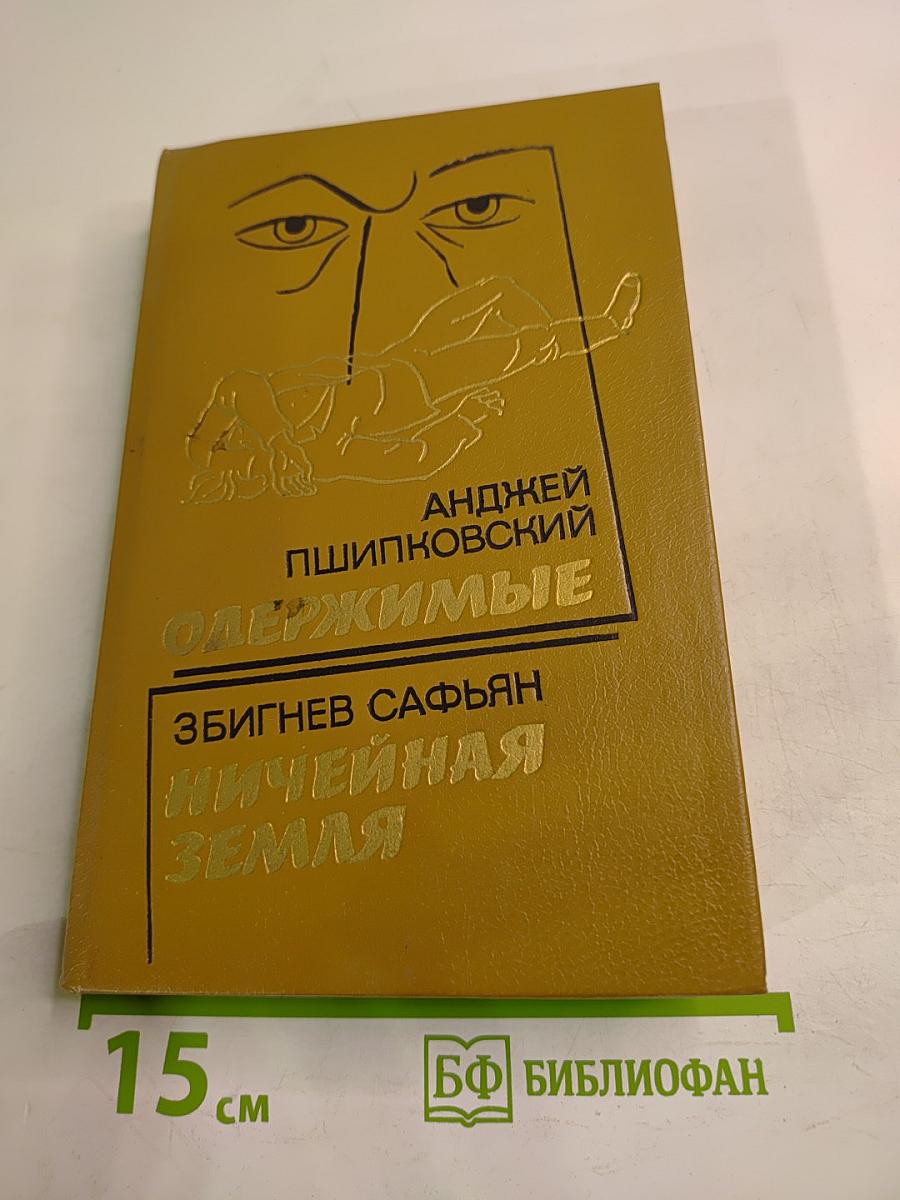 АНДЖЕЙ
ПШИПКОВСКИЙ
ОДЕРЖИМЫЕ
ЗБИГНЕВ САФЬЯН
НИЧЕЙНАЯ
ЗЕМЛЯ
15 см
БФ БИБЛИОФАН